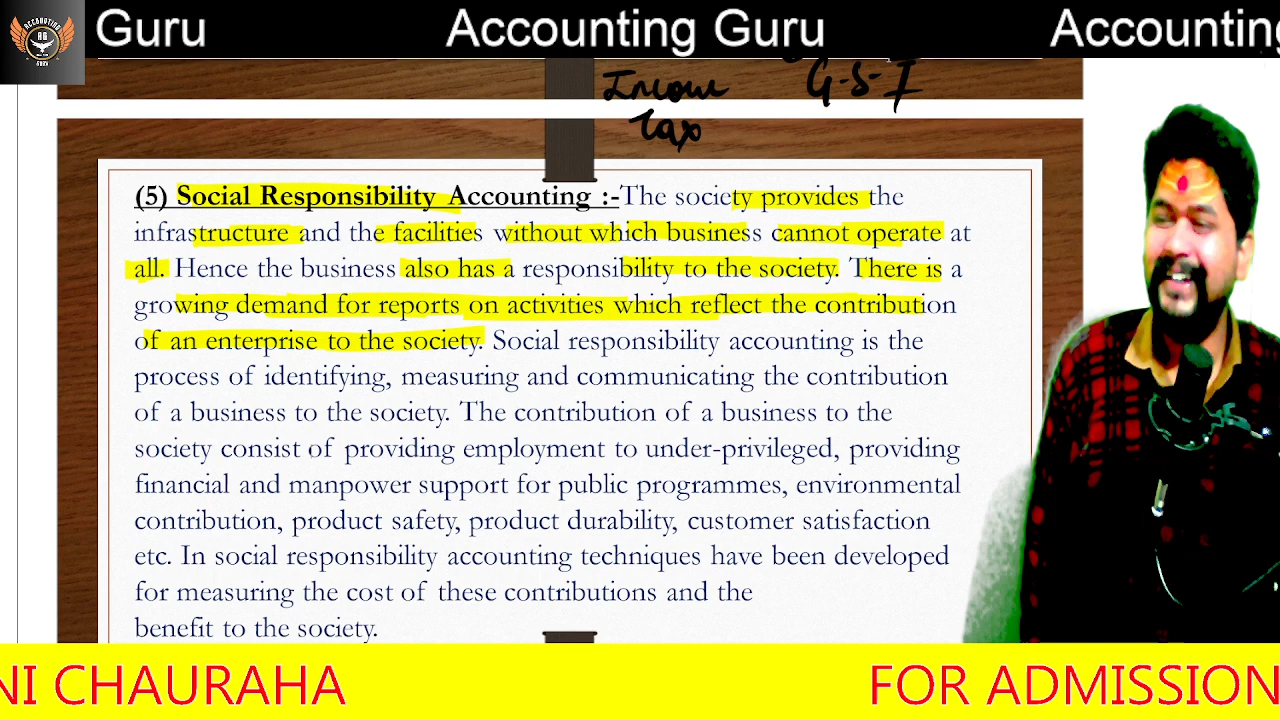 Guru Accounting Guru Accounting
ACCOUNTING
AG
GURU
Income G-S-T
Tax
(5) Social Responsibility Accounting :-The society provides the
infrastructure and the facilities without which business cannot operate at
all. Hence the business also has a responsibility to the society. There is a
growing demand for reports on activities which reflect the contribution
of an enterprise to the society. Social responsibility accounting is the
process of identifying, measuring and communicating the contribution
of a business to the society. The contribution of a business to the
society consist of providing employment to under-privileged, providing
financial and manpower support for public programmes, environmental
contribution, product safety, product durability, customer satisfaction
etc. In social responsibility accounting techniques have been developed
for measuring the cost of these contributions and the
benefit to the society.
NI CHAURAHA FOR ADMISSION